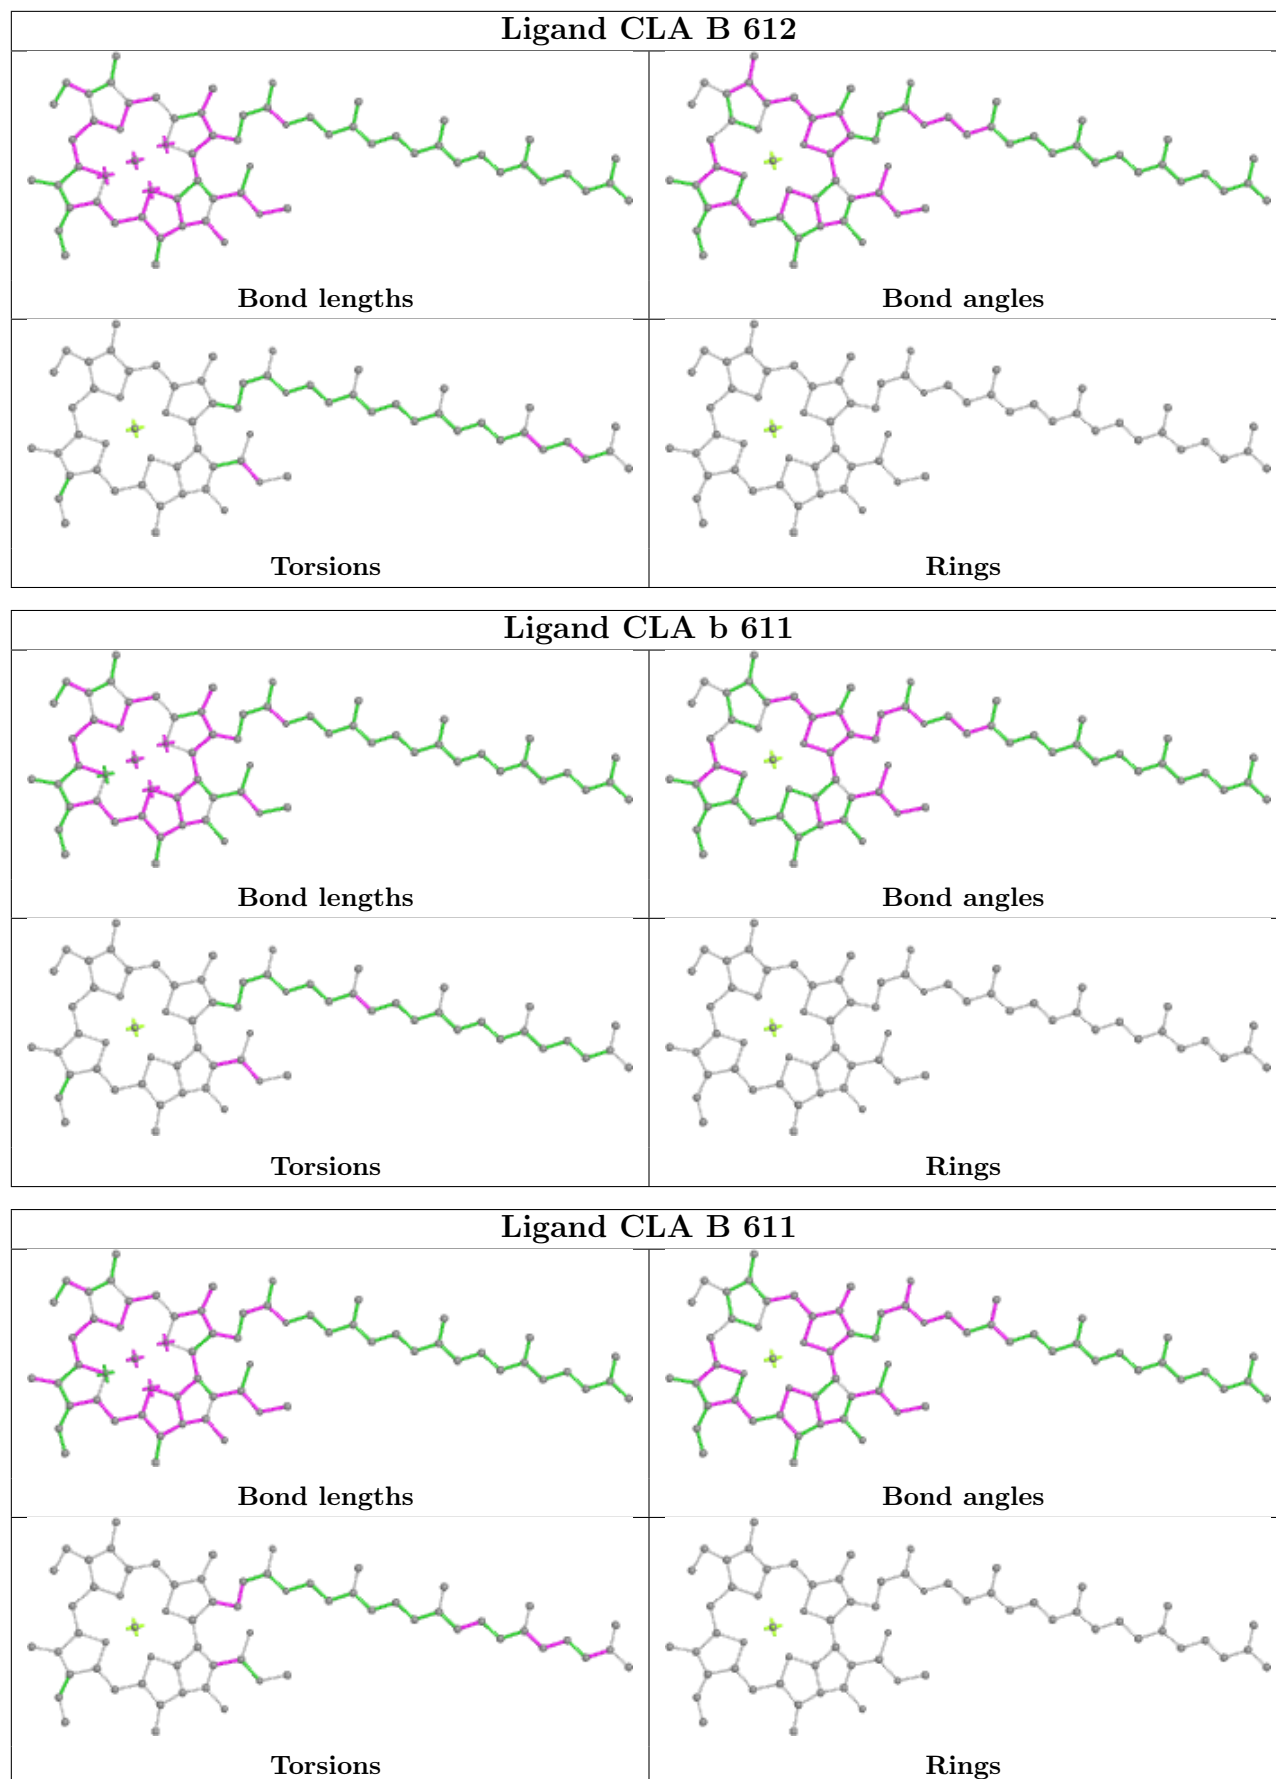 Ligand CLA B 612
Bond lengths
Bond angles
Torsions
Rings
Ligand CLA b 611
Bond lengths
Bond angles
Torsions
Rings
Ligand CLA B 611
Bond lengths
Bond angles
Torsions
Rings